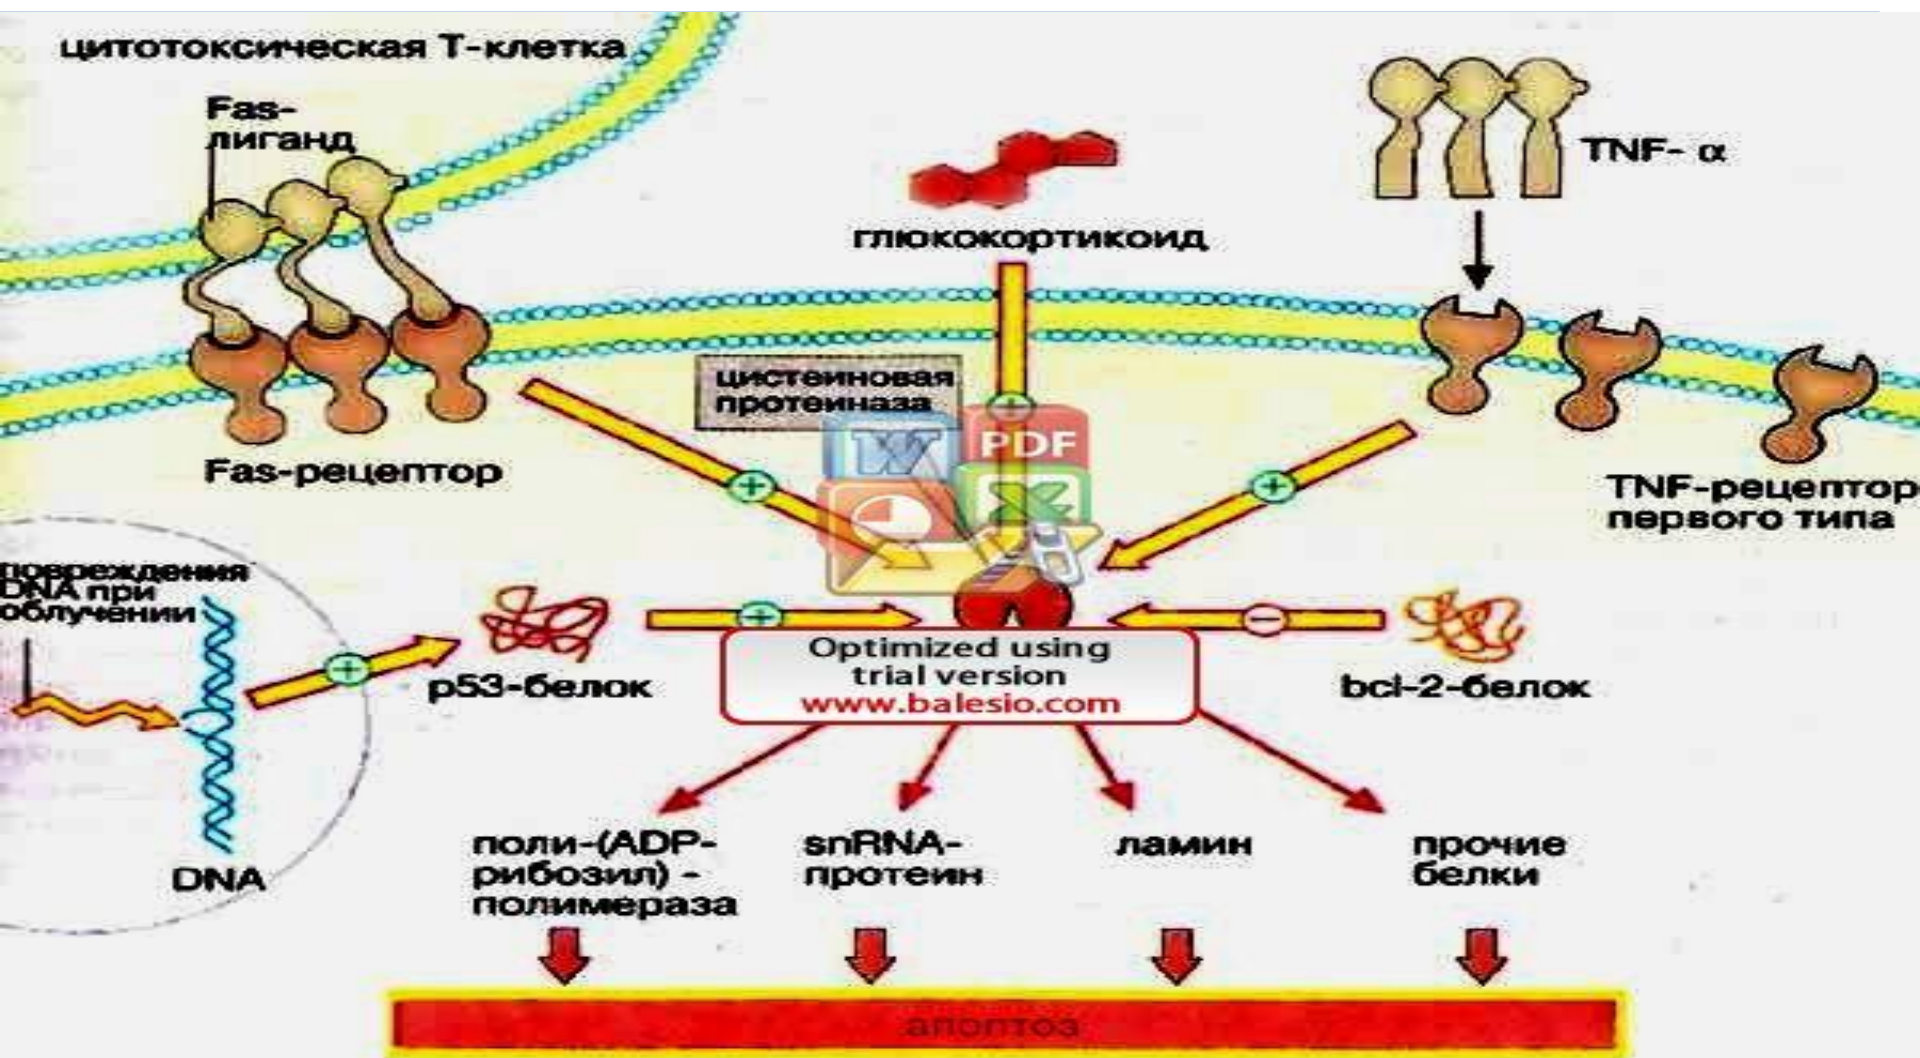 цитотоксическая Т-клетка
Fas-
лиганд
TNF- α
глюкокортикоид
цистеиновая
протеиназа
W
PDF
X
Fas-рецептор
TNF-рецептор
первого типа
повреждения
DNA при
облучении
p53-белок
bcl-2-белок
Optimized using
trial version
www.balesio.com
DNA
поли-(ADP-
рибозил) -
полимераза
snRNA-
протеин
ламин
прочие
белки
апоптоз